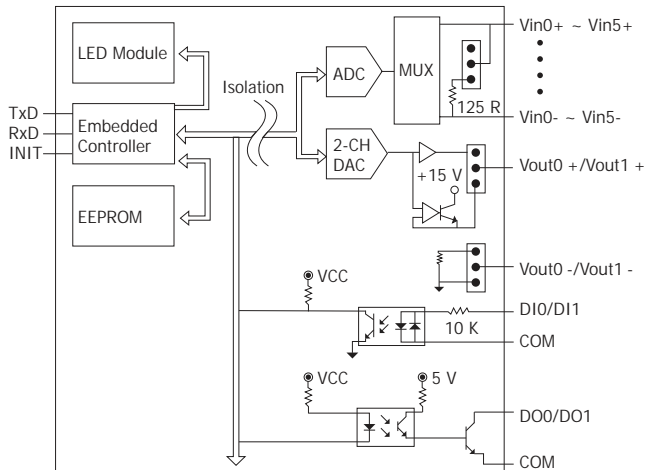 LED Module
TxD
RxD
INIT
Embedded
Controller
EEPROM
Isolation
ADC
MUX
125 R
Vin0+ ~ Vin5+
Vin0- ~ Vin5-
2-CH
DAC
+15 V
Vout0 +/Vout1 +
Vout0 -/Vout1 -
VCC
DI0/DI1
10 K
COM
VCC
5 V
DO0/DO1
COM